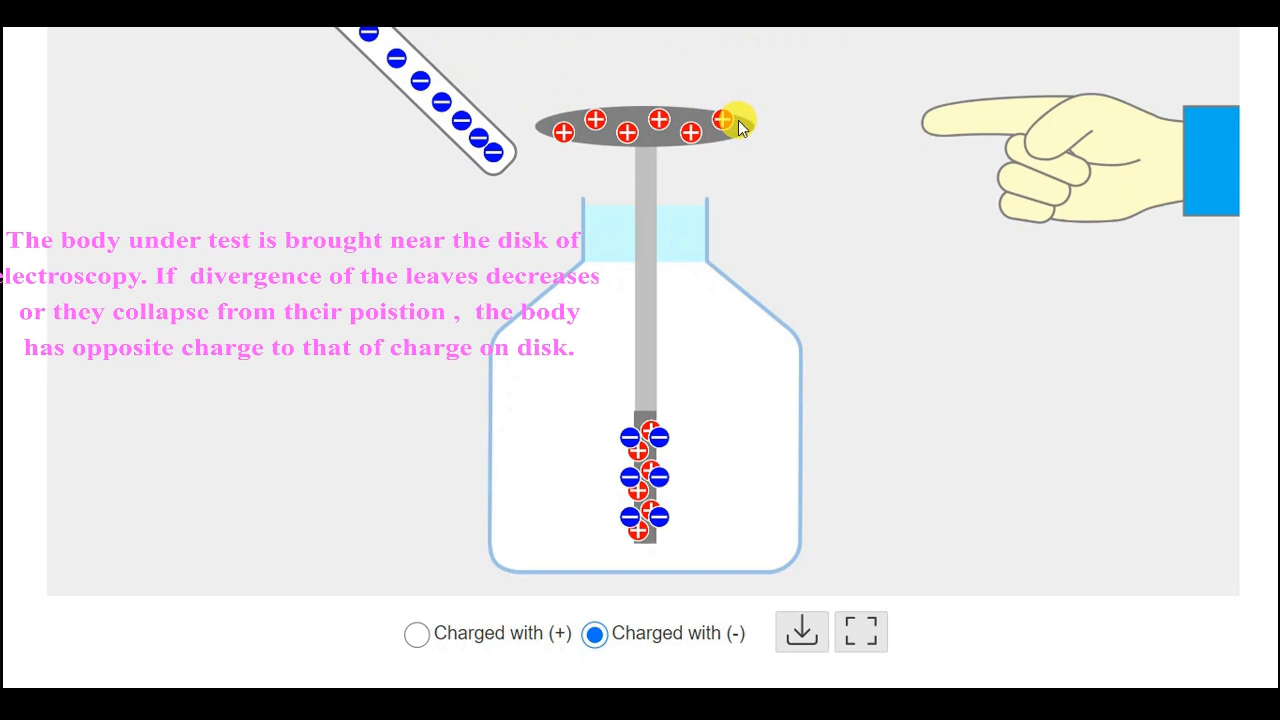 The body under test is brought near the disk of
electroscopy. If divergence of the leaves decreases
or they collapse from their poistion , the body
has opposite charge to that of charge on disk.
Charged with (+) Charged with (-)